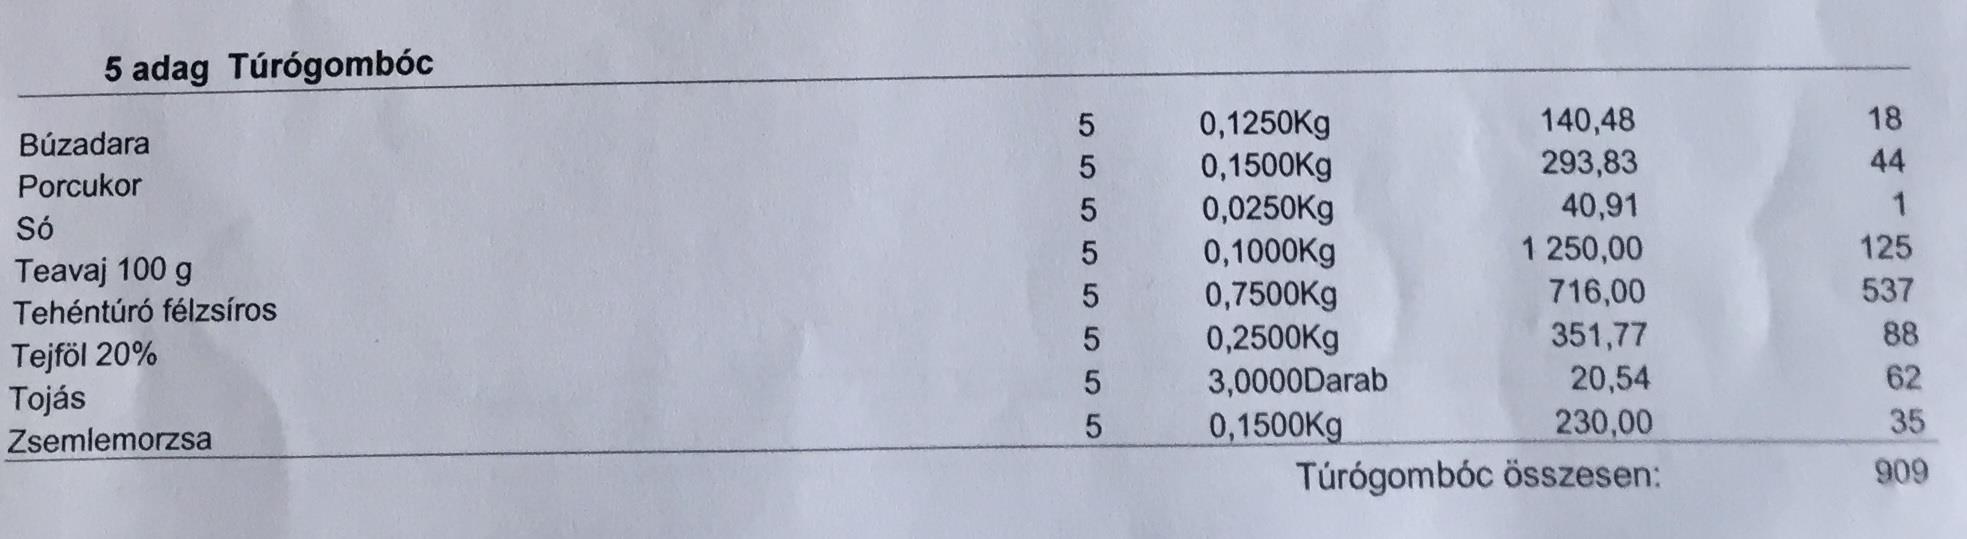 5 adag Túrógombóc
Búzadara 5 0,1250Kg 140,48 18
Porcukor 5 0,1500Kg 293,83 44
Só 5 0,0250Kg 40,91 1
Teavaj 100 g 5 0,1000Kg 1 250,00 125
Tehéntúró félzsíros 5 0,7500Kg 716,00 537
Tejföl 20% 5 0,2500Kg 351,77 88
Tojás 5 3,0000Darab 20,54 62
Zsemlemorzsa 5 0,1500Kg 230,00 35
Túrógombóc összesen: 909